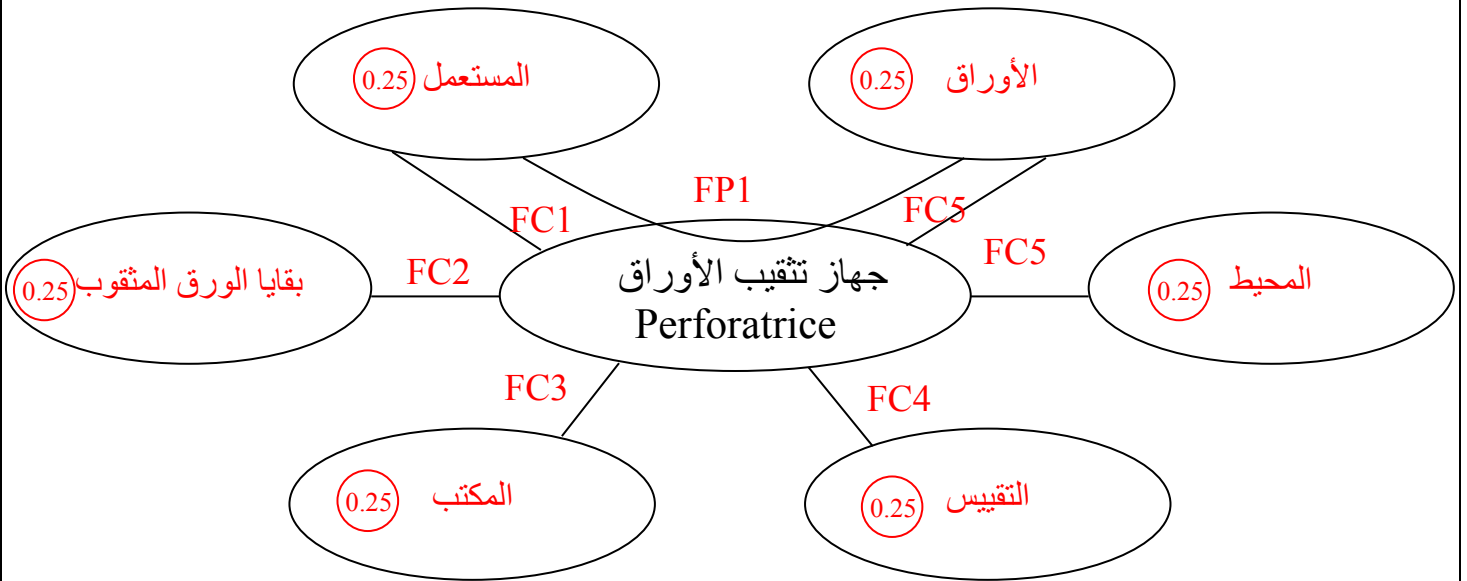 المستعمل 0.25
الأوراق 0.25
FP1
FC1
FC5
FC5
FC2
بقايا الورق المثقوب 0.25
جهاز تثقيب الأوراق
Perforatrice
المحيط 0.25
FC3
FC4
المكتب 0.25
التقييس 0.25